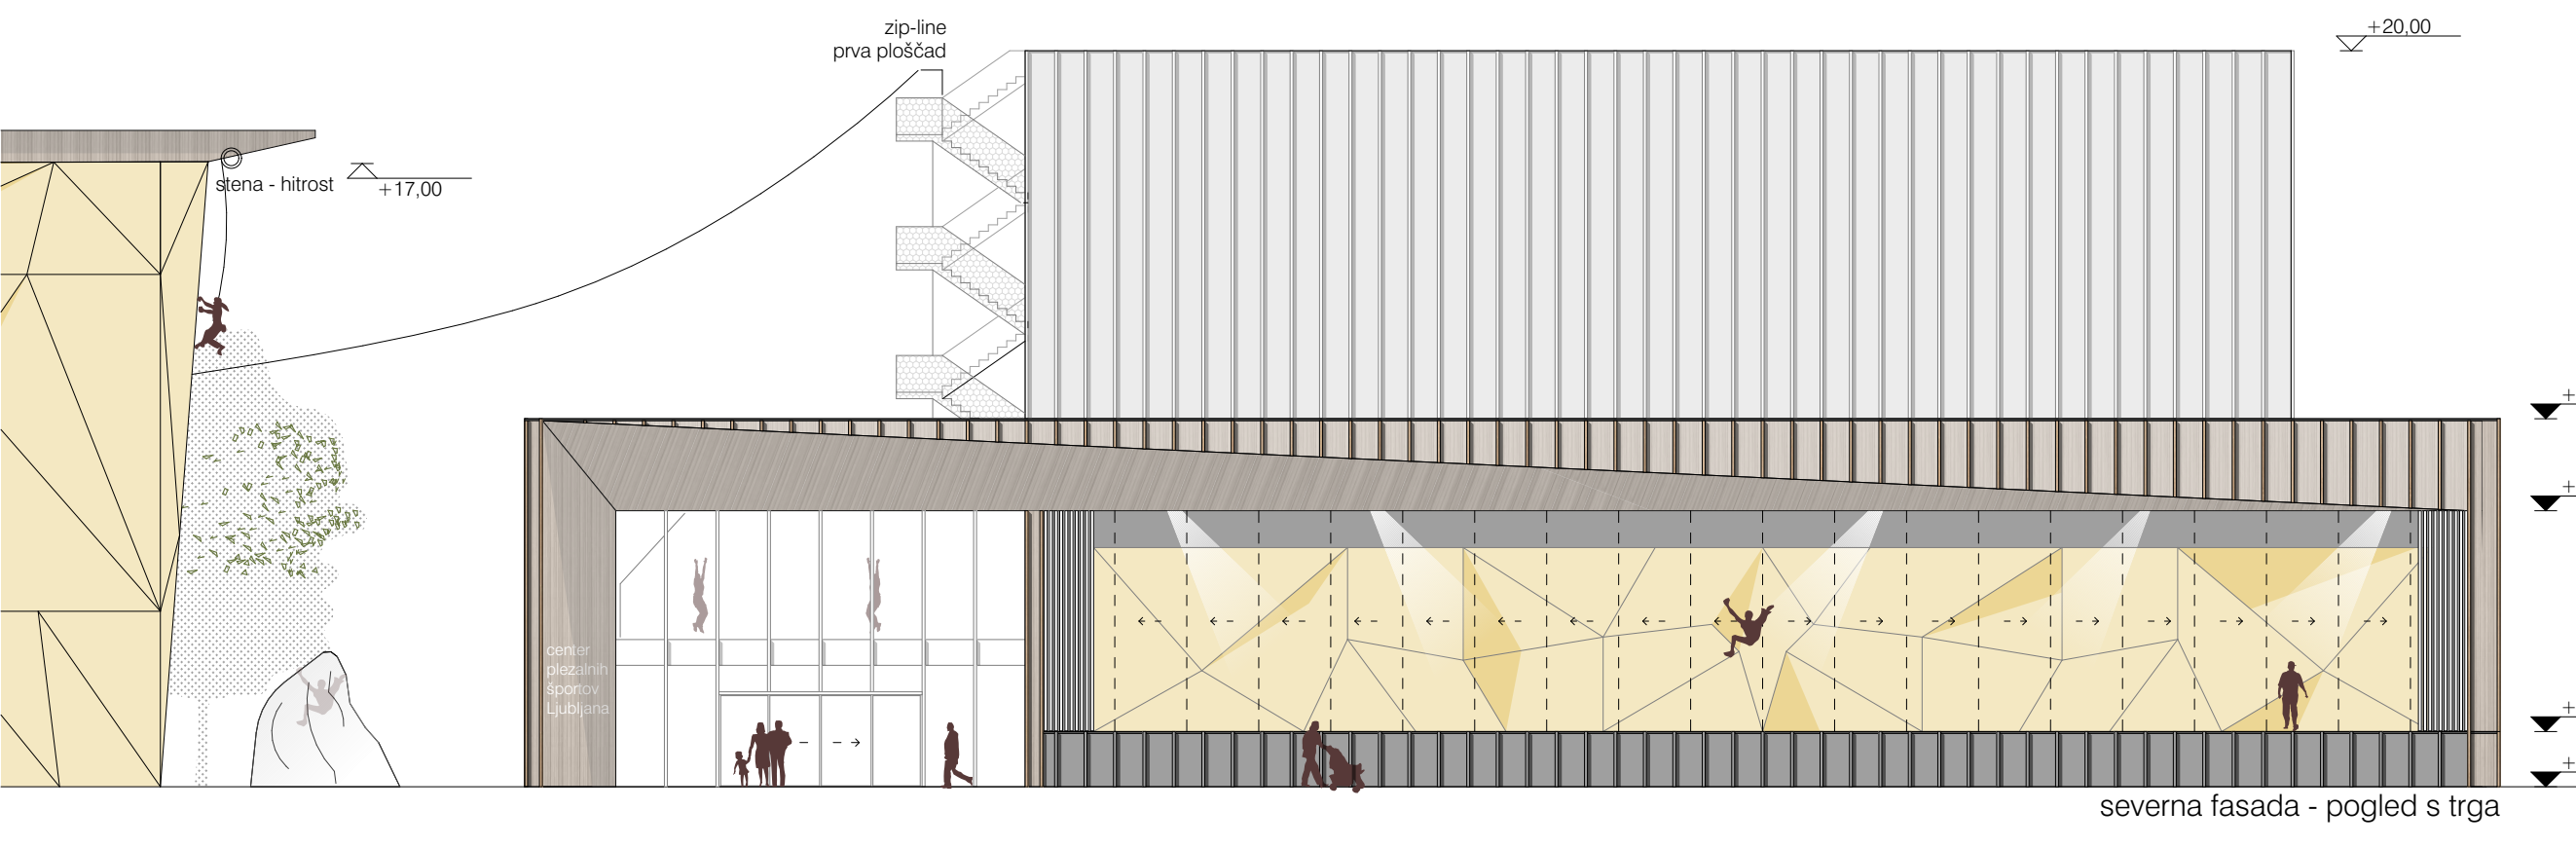 zip-line
prva ploščad
+20,00
stena - hitrost
+17,00
center
plezalnih
športov
Ljubljana
+
+
+
+
severna fasada - pogled s trga